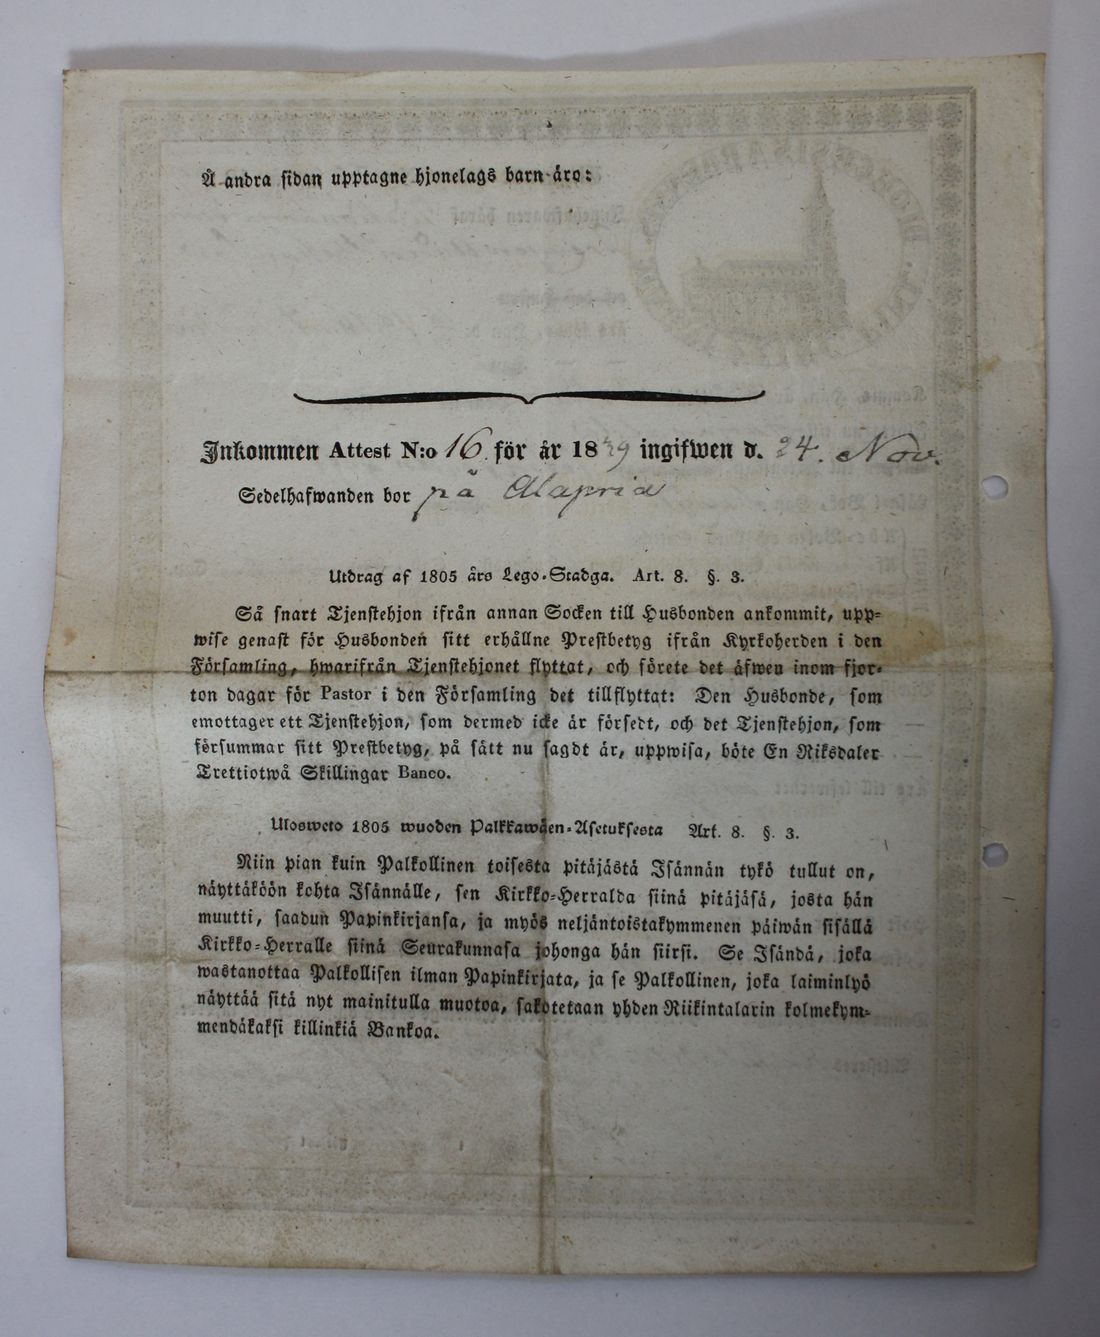 Å andra sidan upptagne hjonelags barn äro:
Inkommen Attest N:o 16 för år 1849 ingifwen d. 24. Nov.
Sedelhafwanden bor på Alapria
Utdrag af 1805 års Lego-Stadga. Art. 8. §. 3.
Så snart Tjenstehjon ifrån annan Socken till Husbonden ankommit, upp-
wise genast för Husbonden sitt erhållne Prestbetyg ifrån Kyrkoherden i den
Församling, hwarifrån Tjenstehjonet flyttat, och förete det äfwen inom fjor-
ton dagar för Pastor i den Församling det tillflyttat: Den Husbonde, som
emottager ett Tjenstehjon, som dermed icke är försedt, och det Tjenstehjon, som
försummar sitt Prestbetyg, på sätt nu sagdt är, uppwisa, böte En Riksdaler
Trettiotwå Skillingar Banco.
Ulosweto 1805 wuoden Palkkawäen-Asetuksesta Art. 8. §. 3.
Niin pian kuin Palkollinen toisesta pitäjästä Isännän tykö tullut on,
näyttäköön kohta Isännälle, sen Kirkko-Herralda siinä pitäjäsä, josta hän
muutti, saadun Papinkirjansa, ja myös neljäntoistakymmenen päiwän sisällä
Kirkko-Herralle siinä Seurakunnasa johonga hän siirsi. Se Isändä, joka
wastanottaa Palkollisen ilman Papinkirjata, ja se Palkollinen, joka laiminlyö
näyttää sitä nyt mainitulla muotoa, sakotetaan yhden Riikintalarin kolmekym-
mendäkaksi killinkiä Bankoa.